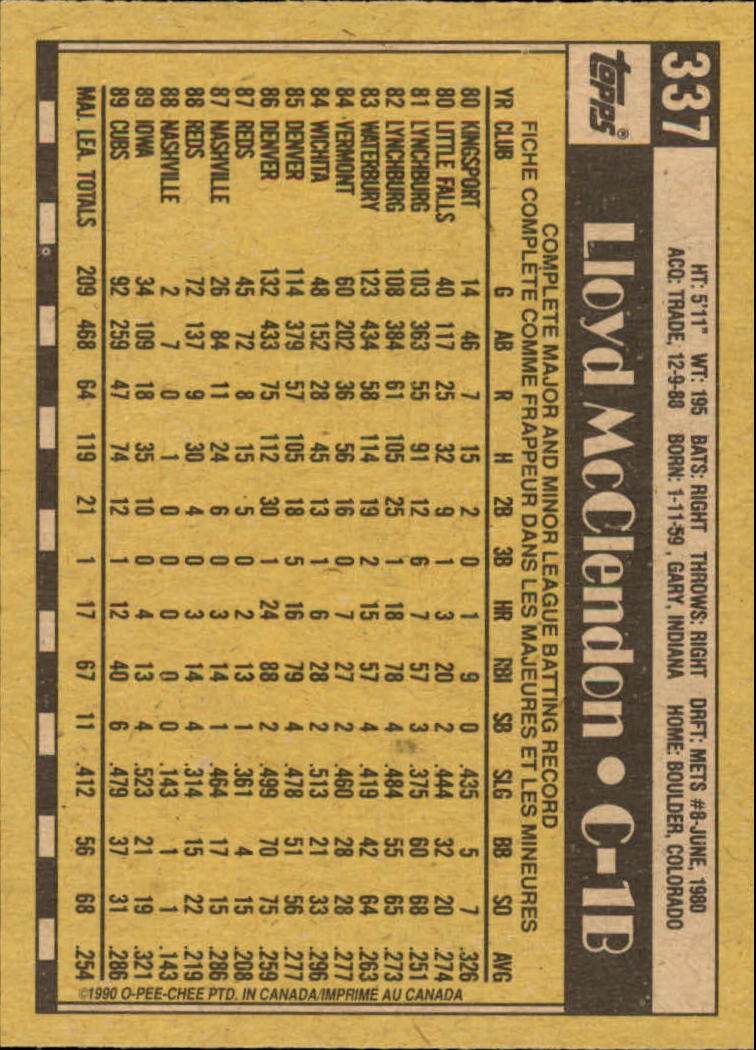 337
topps®
HT: 5'11" WT: 195 BATS: RIGHT THROWS: RIGHT DRFT: METS #8-JUNE, 1980
ACQ: TRADE, 12-9-88 BORN: 1-11-59, GARY, INDIANA HOME: BOULDER, COLORADO
Lloyd McClendon • C-1B
COMPLETE MAJOR AND MINOR LEAGUE BATTING RECORD
FICHE COMPLÈTE COMME FRAPPEUR DANS LES MAJEURES ET LES MINEURES
YR CLUB G AB R H 2B 3B HR RBI SB SLG BB SO AVG
80 KINGSPORT 14 46 7 15 2 0 1 9 0 .435 5 7 .326
80 LITTLE FALLS 40 117 25 32 9 1 3 20 2 .444 32 20 .274
81 LYNCHBURG 103 363 55 91 12 6 7 57 3 .375 60 68 .251
82 LYNCHBURG 108 384 61 105 25 1 18 78 4 .484 55 65 .273
83 WATERBURY 123 434 58 114 19 2 15 57 4 .419 42 64 .263
84 VERMONT 60 202 36 56 16 0 7 27 2 .460 28 28 .277
84 WICHITA 48 152 28 45 13 1 6 28 2 .513 21 33 .296
85 DENVER 114 379 57 105 18 5 16 79 4 .478 51 56 .277
86 DENVER 132 433 75 112 30 1 24 88 2 .499 70 75 .259
87 REDS 45 72 8 15 5 0 2 13 1 .361 4 15 .208
87 NASHVILLE 26 84 11 24 6 0 3 14 1 .464 17 15 .286
88 REDS 72 137 9 30 4 0 3 14 4 .314 15 22 .219
88 NASHVILLE 2 7 0 1 0 0 0 0 0 .143 1 1 .143
89 IOWA 34 109 18 35 10 0 4 13 4 .523 21 19 .321
89 CUBS 92 259 47 74 12 1 12 40 6 .479 37 31 .286
MAJ. LEA. TOTALS 209 468 64 119 21 1 17 67 11 .412 56 68 .254
©1990 O-PEE-CHEE PTD. IN CANADA/IMPRIMÉ AU CANADA